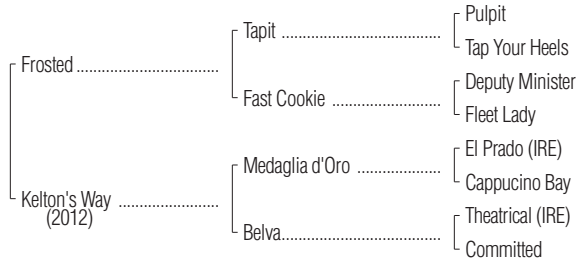 Pulpit
Tapit
Tap Your Heels
Frosted
Deputy Minister
Fast Cookie
Fleet Lady
El Prado (IRE)
Medaglia d'Oro
Cappucino Bay
Kelton's Way
(2012)
Theatrical (IRE)
Belva
Committed